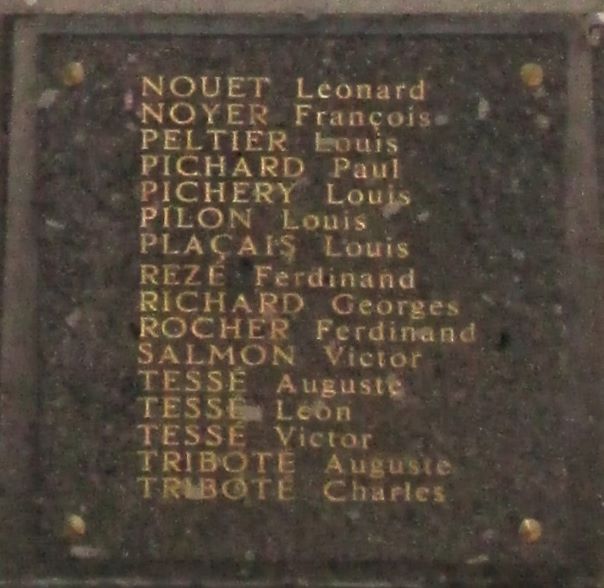 NOUET Léonard
NOYER François
PELTIER Louis
PICHARD Paul
PICHERY Louis
PILON Louis
PLAÇAIS Louis
REZÉ Ferdinand
RICHARD Georges
ROCHER Ferdinand
SALMON Victor
TESSÉ Auguste
TESSÉ Léon
TESSÉ Victor
TRIBOTÉ Auguste
TRIBOTÉ Charles